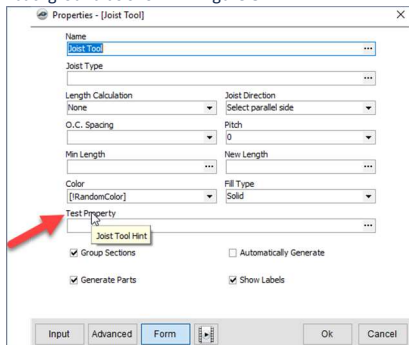 Properties - [Joist Tool]
Name
Joist Tool
Joist Type
Length Calculation Joist Direction
None Select parallel side
O.C. Spacing Pitch
0
Min Length New Length
Color Fill Type
[!RandomColor] Solid
Test Property
Joist Tool Hint
Group Sections Automatically Generate
Generate Parts Show Labels
Input Advanced Form Ok Cancel